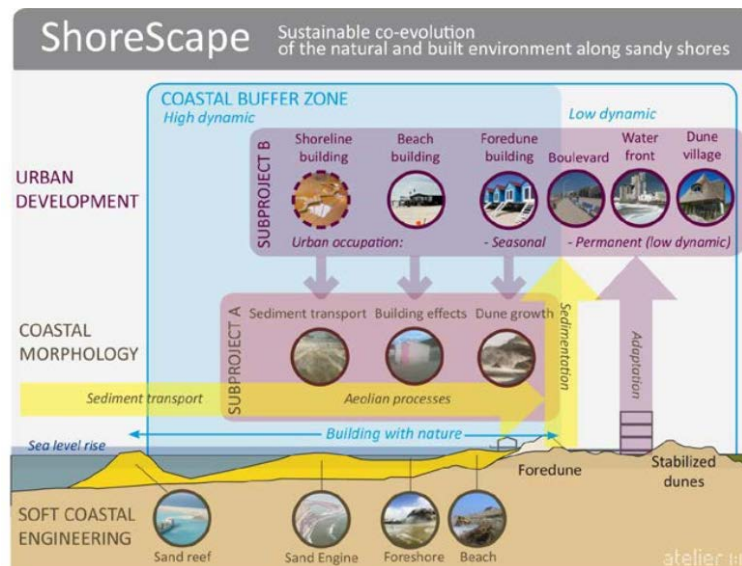 ShoreScape
Sustainable co-evolution
of the natural and built environment along sandy shores
COASTAL BUFFER ZONE
High dynamic
Low dynamic
URBAN
DEVELOPMENT
SUBPROJECT B
Shoreline
building
Beach
building
Foredune
building
Boulevard
Water
front
Dune
village
Urban occupation:
- Seasonal
- Permanent (low dynamic)
COASTAL
MORPHOLOGY
SUBPROJECT A
Sediment transport
Building effects
Dune growth
Sedimentation
Adaptation
Sediment transport
Aeolian processes
Sea level rise
Building with nature
Foredune
Stabilized
dunes
SOFT COASTAL
ENGINEERING
Sand reef
Sand Engine
Foreshore
Beach
atelier